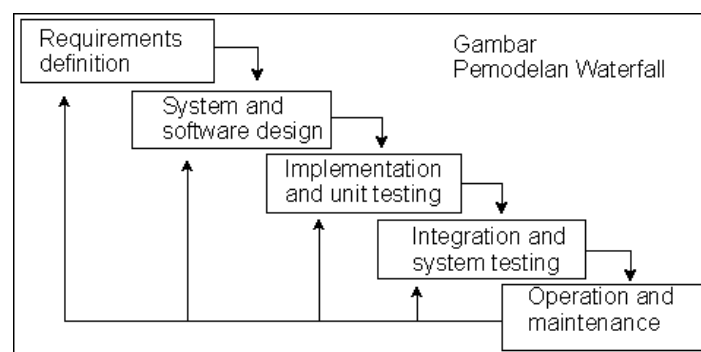 Requirements
definition
Gambar
Pemodelan Waterfall
System and
software design
Implementation
and unit testing
Integration and
system testing
Operation and
maintenance